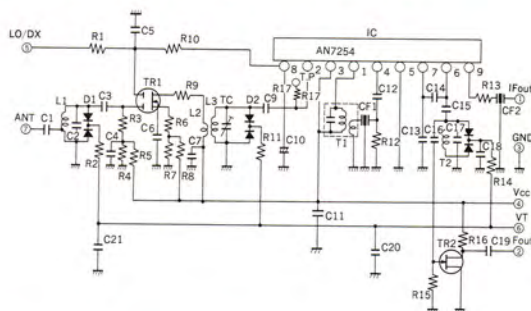 LO/DX
C5
IC
AN7254
R1
R10
8
2
3
1
4
5
7
6
9
R13
IFout
1
TR1
R17
T.P
R17
C12
C14
C15
CF2
L1
D1
C3
R9
L2
L3
TC
D2
C9
CF1
GND
3
ANT
7
C1
C2
R3
R6
C6
C7
C10
T1
R12
C13
C16
C17
C18
T2
R2
C4
R4
R5
R7
R8
R11
R14
Vcc
4
C11
VT
6
C21
C20
TR2
R16
C19
Fout
2
R15